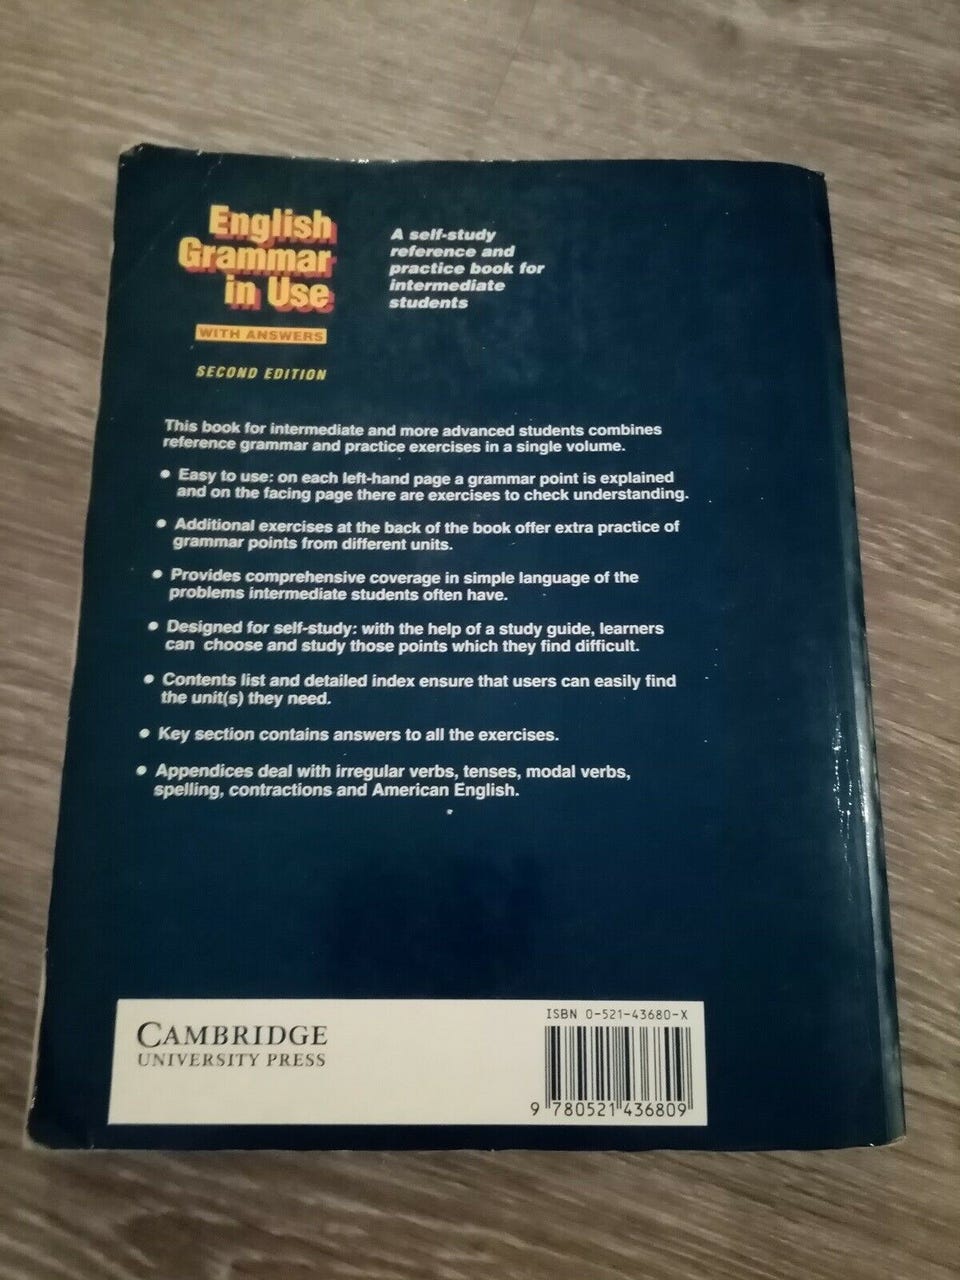 English
Grammar
in Use
WITH ANSWERS
SECOND EDITION
A self-study
reference and
practice book for
intermediate
students
This book for intermediate and more advanced students combines
reference grammar and practice exercises in a single volume.
● Easy to use: on each left-hand page a grammar point is explained
and on the facing page there are exercises to check understanding.
● Additional exercises at the back of the book offer extra practice of
grammar points from different units.
● Provides comprehensive coverage in simple language of the
problems intermediate students often have.
● Designed for self-study: with the help of a study guide, learners
can choose and study those points which they find difficult.
● Contents list and detailed index ensure that users can easily find
the unit(s) they need.
● Key section contains answers to all the exercises.
● Appendices deal with irregular verbs, tenses, modal verbs,
spelling, contractions and American English.
CAMBRIDGE
UNIVERSITY PRESS
ISBN 0-521-43680-X
9 780521 436809